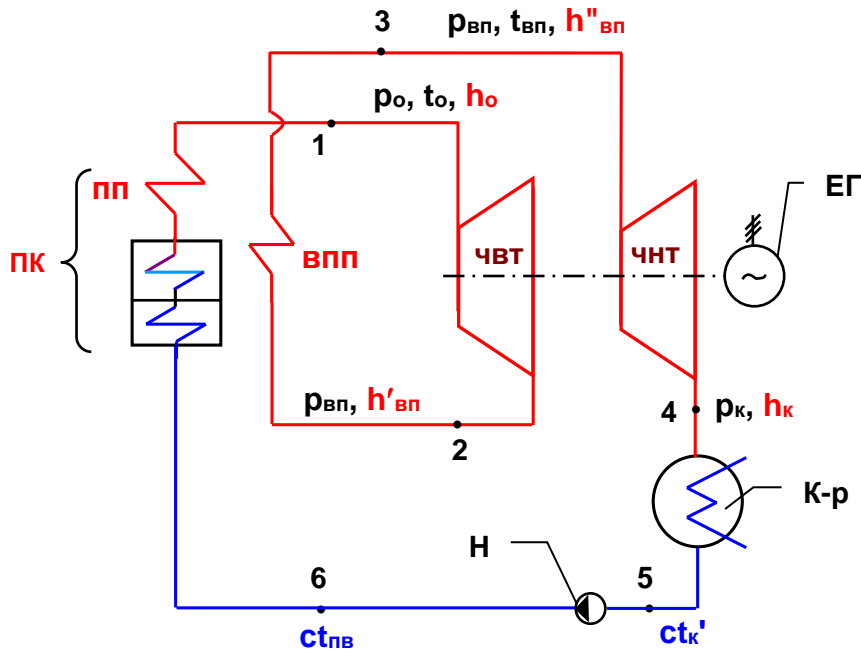 3
pвп, tвп, h"вп
pо, tо, hо
1
ПП
ПК
ВПП
ЧВТ
ЧНТ
ЕГ
~
pвп, h'вп
2
4
pк, hк
К-р
Н
6
5
ctпв
ctк'